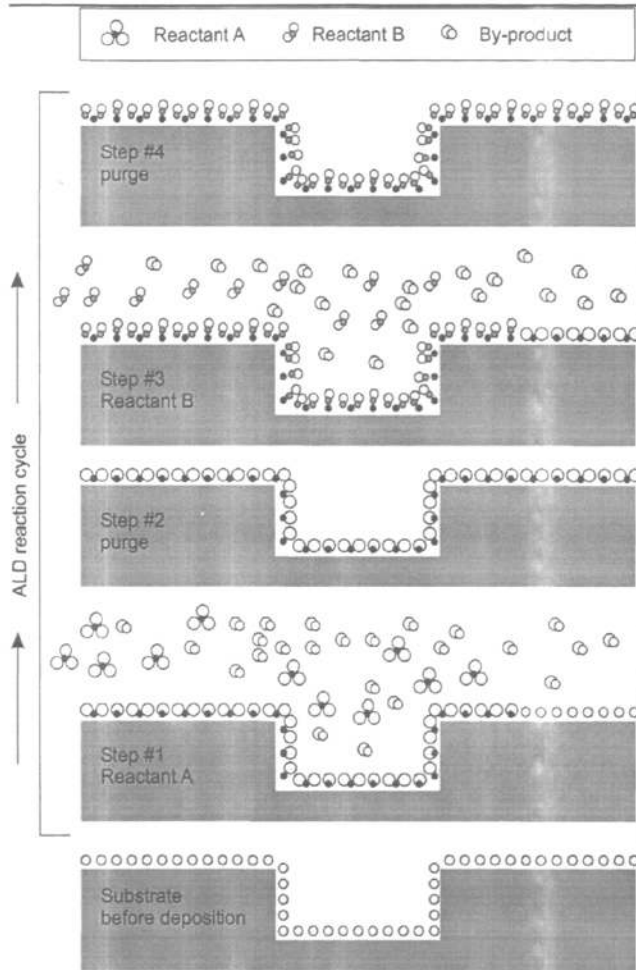 Reactant A
Reactant B
By-product
Step #4
purge
Step #3
Reactant B
Step #2
purge
Step #1
Reactant A
Substrate
before deposition
ALD reaction cycle